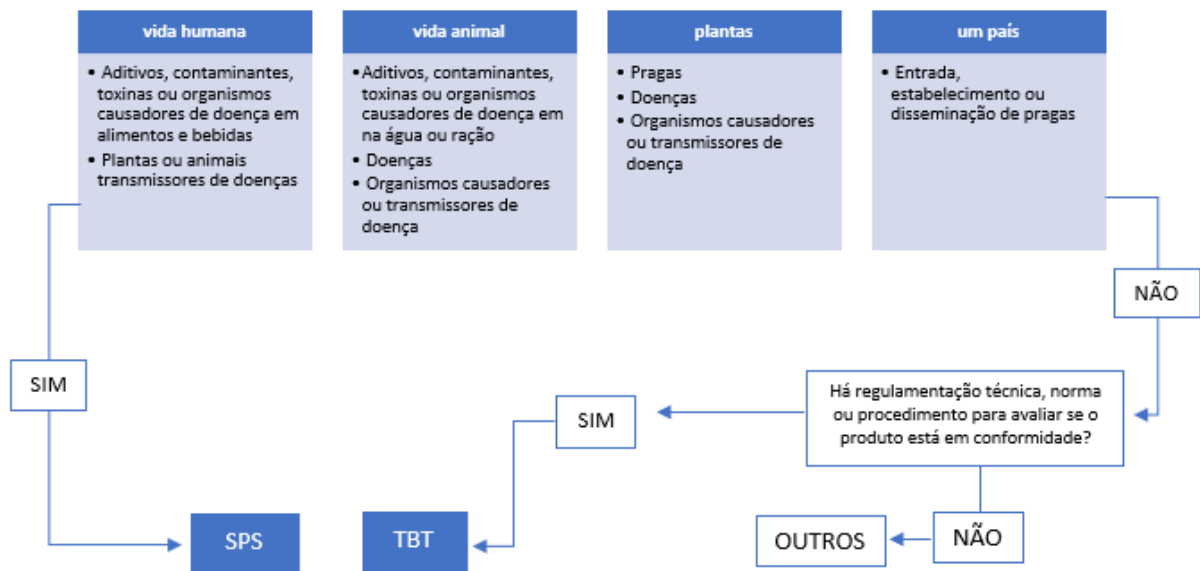 vida humana
• Aditivos, contaminantes,
toxinas ou organismos
causadores de doença em
alimentos e bebidas
• Plantas ou animais
transmissores de doenças
vida animal
• Aditivos, contaminantes,
toxinas ou organismos
causadores de doença em
na água ou ração
• Doenças
• Organismos causadores
ou transmissores de
doença
plantas
• Pragas
• Doenças
• Organismos causadores
ou transmissores de
doença
um país
• Entrada,
estabelecimento ou
disseminação de pragas
NÃO
SIM
Há regulamentação técnica, norma
ou procedimento para avaliar se o
produto está em conformidade?
SIM
SPS
TBT
OUTROS
NÃO